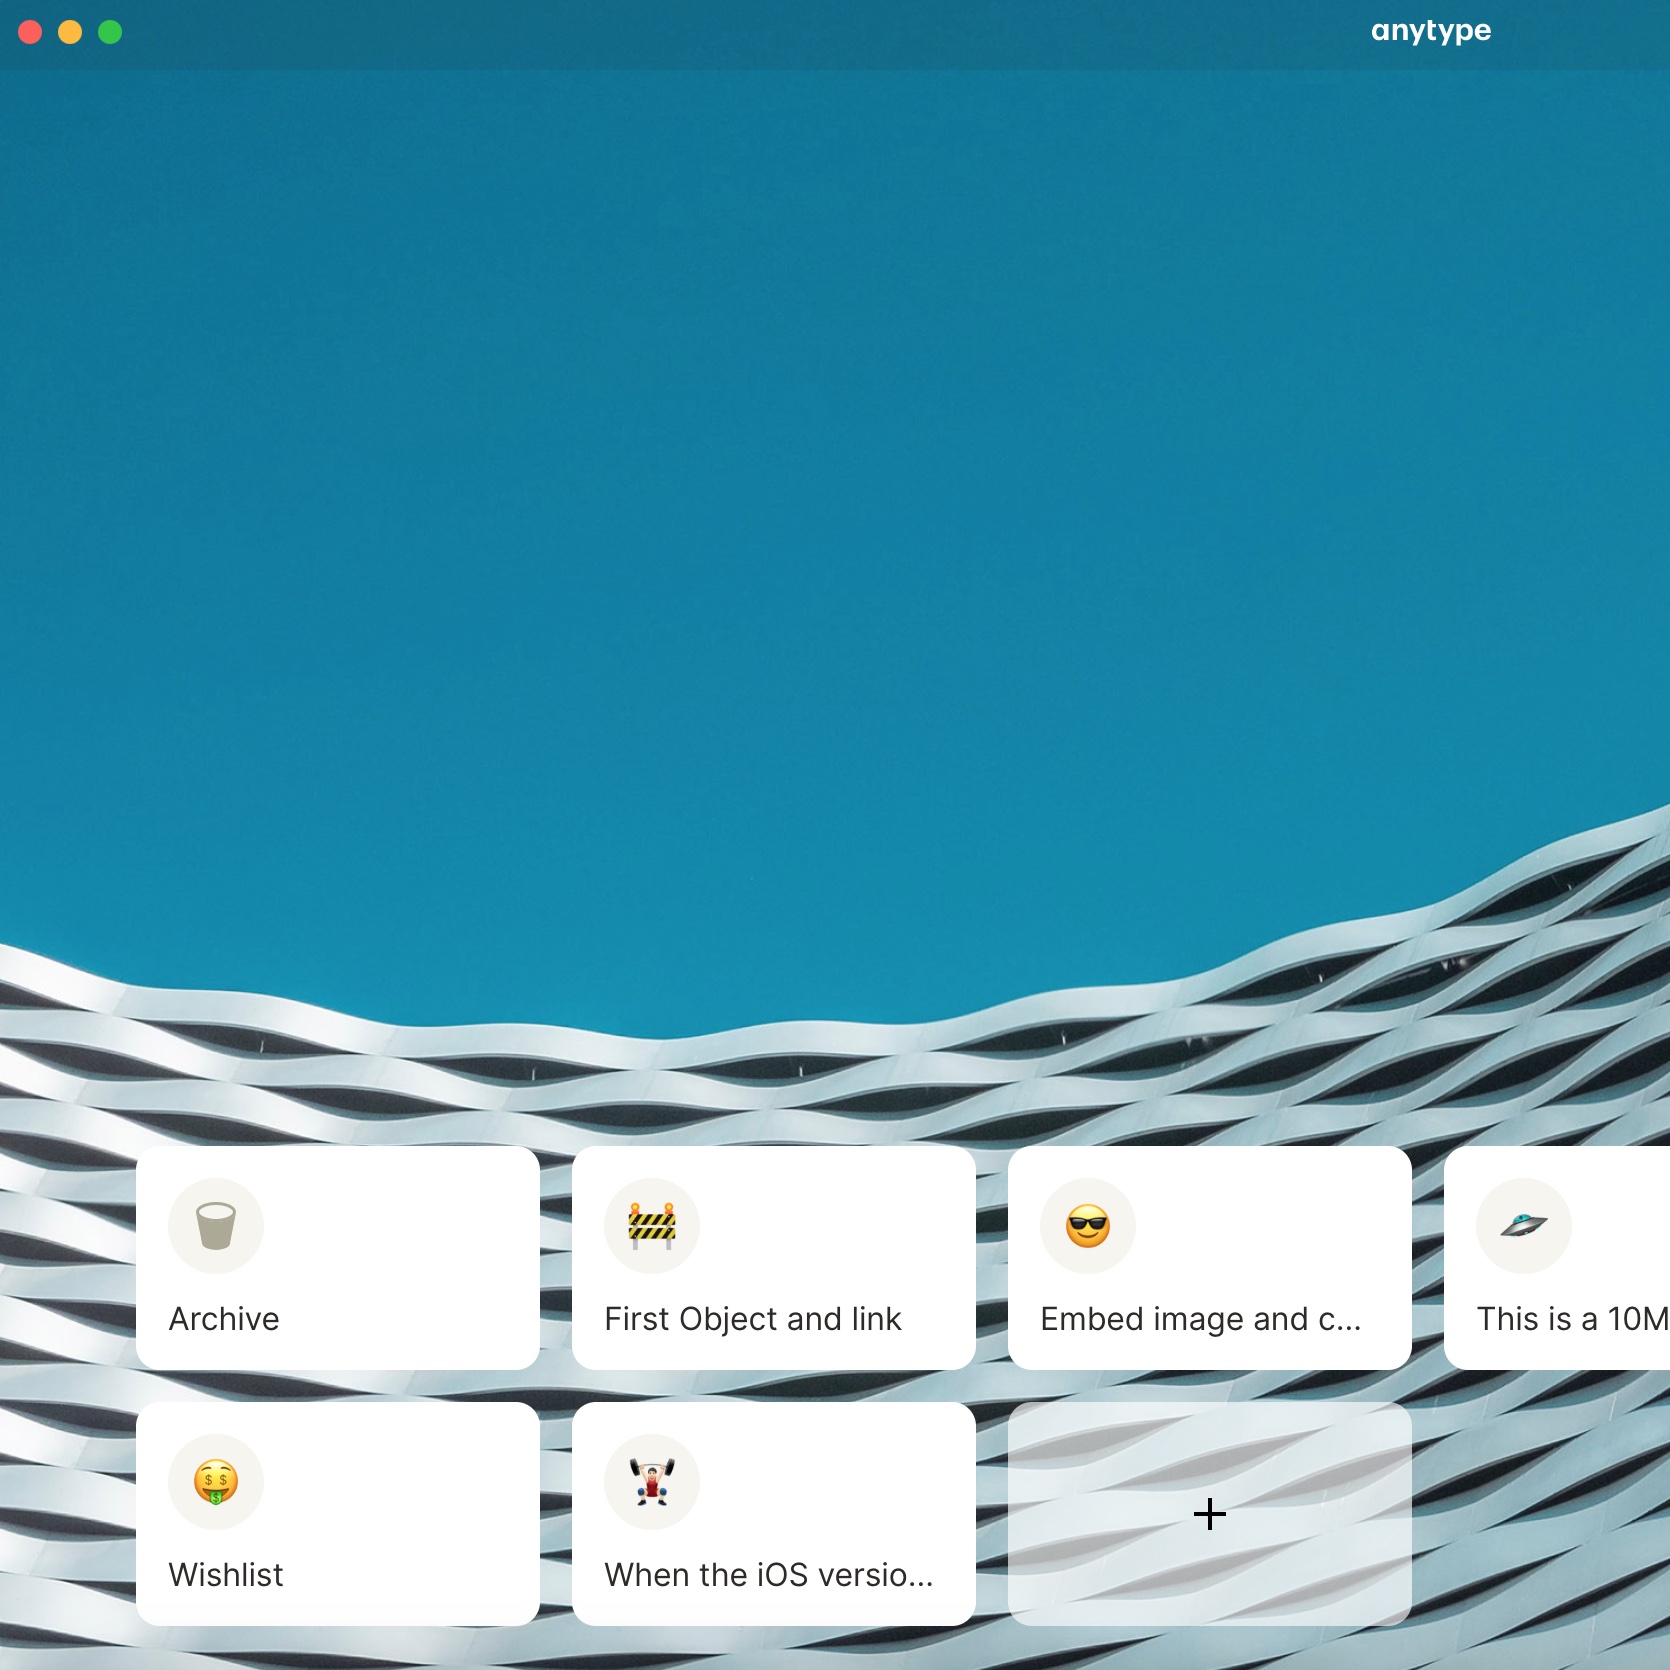 anytype
Archive
First Object and link
Embed image and c...
This is a 10M
Wishlist
When the iOS versio...